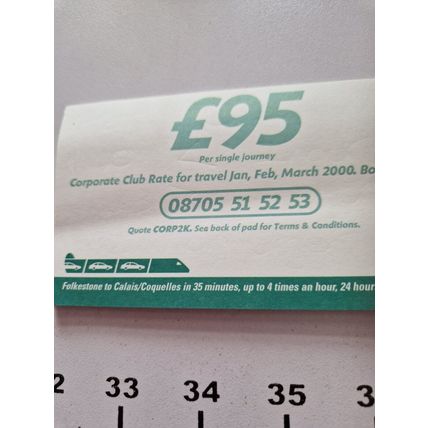 £95
Per single journey
Corporate Club Rate for travel Jan, Feb, March 2000.
08705 51 52 53
Quote CORP2K. See back of pad for Terms & Conditions.
Folkestone to Calais/Coquelles in 35 minutes, up to 4 times an hour, 24
33 34 35